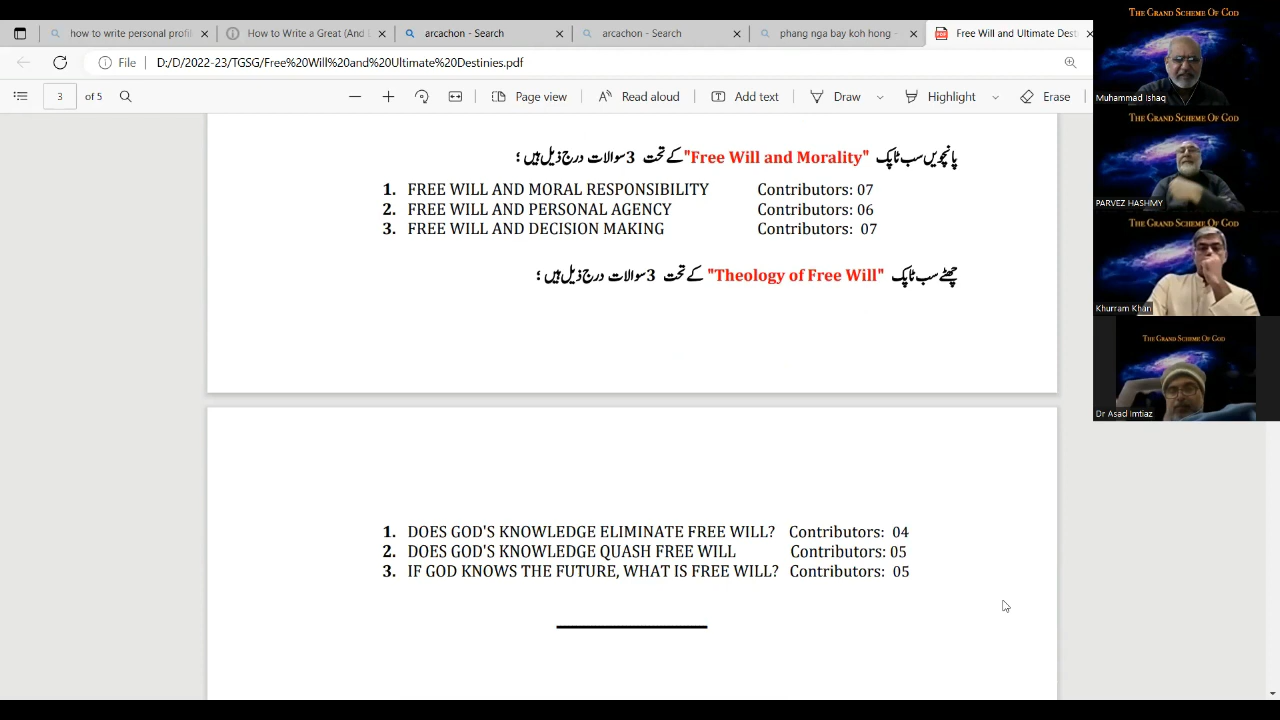 how to write personal profi
How to Write a Great (And L
arcachon - Search
arcachon - Search
phang nga bay koh hong -
Free Will and Ultimate Dest
File
D:/D/2022-23/TGSG/Free%20Will%20and%20Ultimate%20Destinies.pdf
3 of 5
Page view
Read aloud
Add text
Draw
Highlight
Erase
پانچویں سب ٹاپک "Free Will and Morality" کے تحت 3 سوالات درج ذیل ہیں ؛
1. FREE WILL AND MORAL RESPONSIBILITY Contributors: 07
2. FREE WILL AND PERSONAL AGENCY Contributors: 06
3. FREE WILL AND DECISION MAKING Contributors: 07
چھٹے سب ٹاپک "Theology of Free Will" کے تحت 3 سوالات درج ذیل ہیں ؛
1. DOES GOD'S KNOWLEDGE ELIMINATE FREE WILL? Contributors: 04
2. DOES GOD'S KNOWLEDGE QUASH FREE WILL Contributors: 05
3. IF GOD KNOWS THE FUTURE, WHAT IS FREE WILL? Contributors: 05
THE GRAND SCHEME OF GOD
Muhammad Ishaq
THE GRAND SCHEME OF GOD
PARVEZ HASHMY
THE GRAND SCHEME OF GOD
Khurram Khan
THE GRAND SCHEME OF GOD
Dr Asad Imtiaz